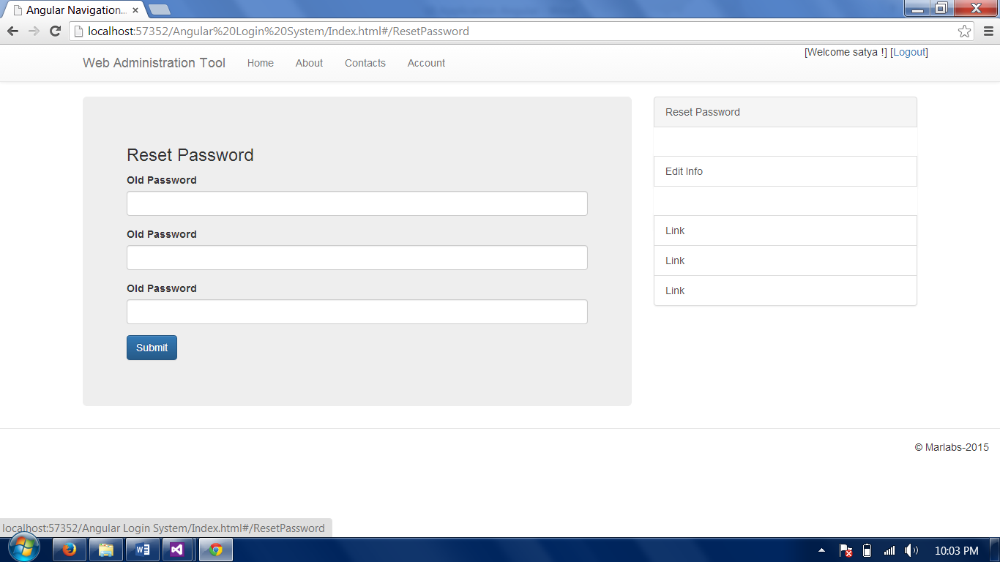 Angular Navigation...
localhost:57352/Angular%20Login%20System/Index.html#/ResetPassword
Web Administration Tool Home About Contacts Account [Welcome satya !] [Logout]
Reset Password
Old Password
Old Password
Old Password
Submit
Reset Password
Edit Info
Link
Link
Link
© Marlabs-2015
localhost:57352/Angular Login System/Index.html#/ResetPassword
10:03 PM